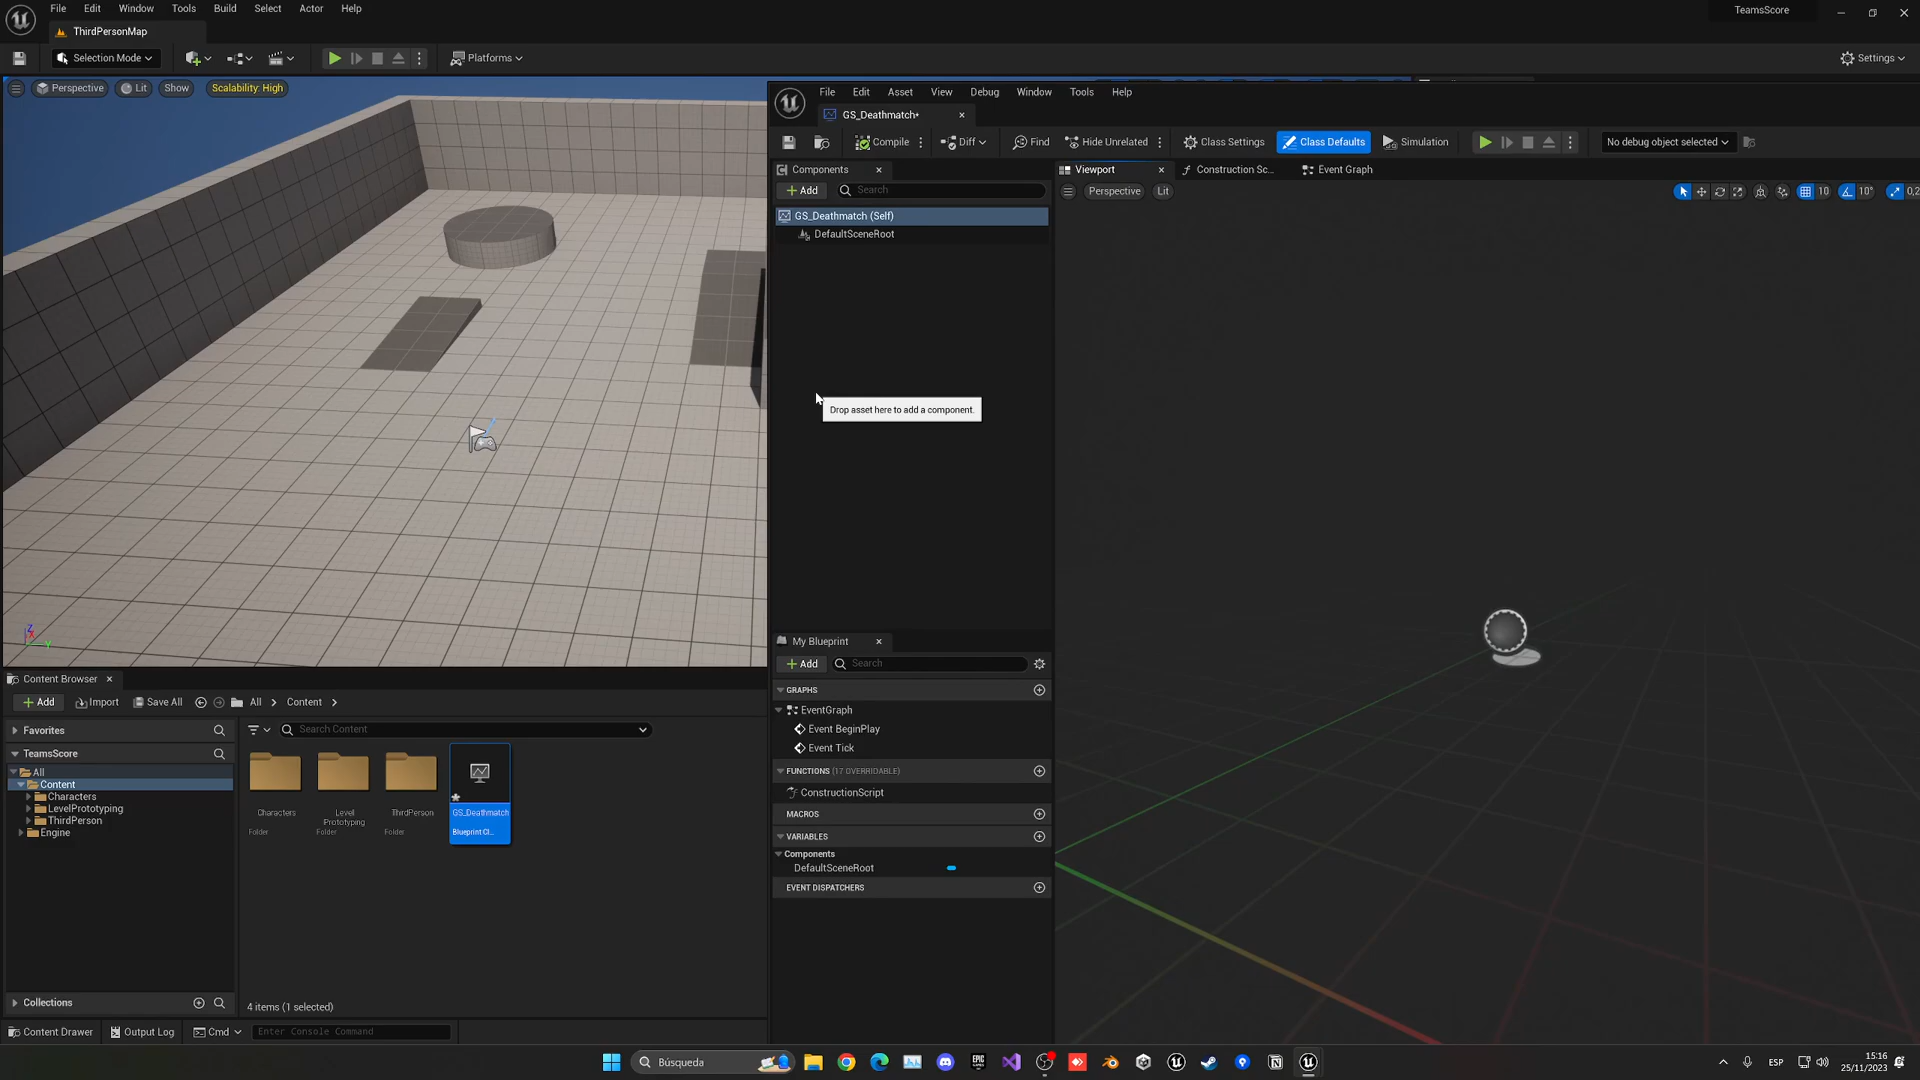 File Edit Window Tools Build Select Actor Help
TeamsScore
ThirdPersonMap
Selection Mode
Platforms
Settings
Perspective Lit Show Scalability: High
File Edit Asset View Debug Window Tools Help
GS_Deathmatch*
Compile Diff Find Hide Unrelated Class Settings Class Defaults Simulation No debug object selected
Components
Viewport Construction Sc... Event Graph
Add Search
Perspective Lit 10 10° 0,2
GS_Deathmatch (Self)
DefaultSceneRoot
Drop asset here to add a component.
Z
X
Y
My Blueprint
Add Search
GRAPHS
EventGraph
Event BeginPlay
Event Tick
FUNCTIONS (17 OVERRIDABLE)
ConstructionScript
MACROS
VARIABLES
Components
DefaultSceneRoot
EVENT DISPATCHERS
Content Browser
Add Import Save All All Content
Favorites
Search Content
TeamsScore
All
Content
Characters
LevelPrototyping
ThirdPerson
Engine
Characters
Folder
Level
Prototyping
Folder
ThirdPerson
Folder
GS_Deathmatch
Blueprint Cl...
Collections
4 items (1 selected)
Content Drawer Output Log Cmd Enter Console Command
Búsqueda
EPIC GAMES
ESP
15:16
25/11/2023